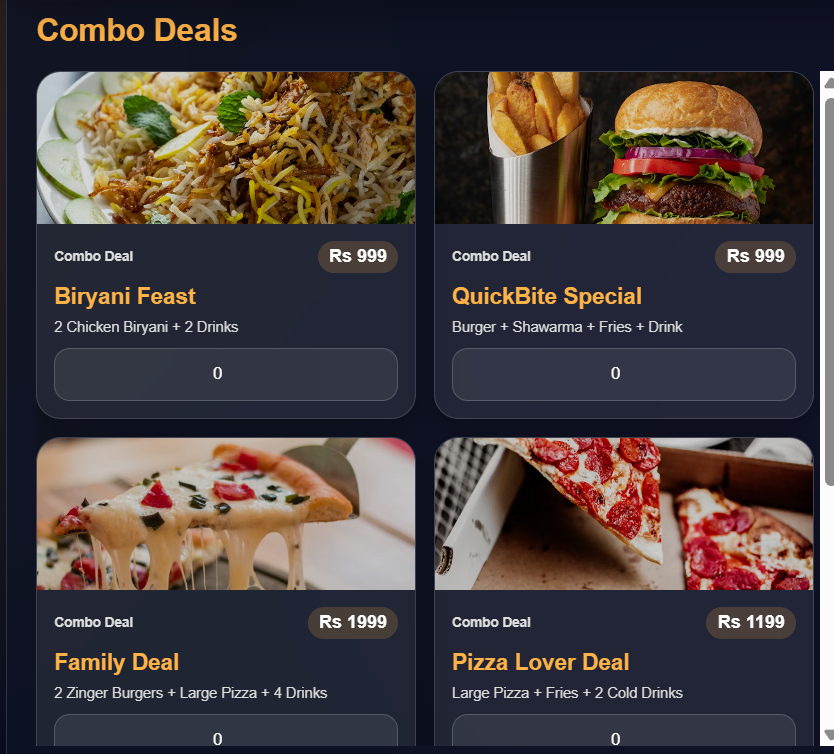 Combo Deals
Combo Deal
Rs 999
Biryani Feast
2 Chicken Biryani + 2 Drinks
0
Combo Deal
Rs 999
QuickBite Special
Burger + Shawarma + Fries + Drink
0
Combo Deal
Rs 1999
Family Deal
2 Zinger Burgers + Large Pizza + 4 Drinks
0
Combo Deal
Rs 1199
Pizza Lover Deal
Large Pizza + Fries + 2 Cold Drinks
0